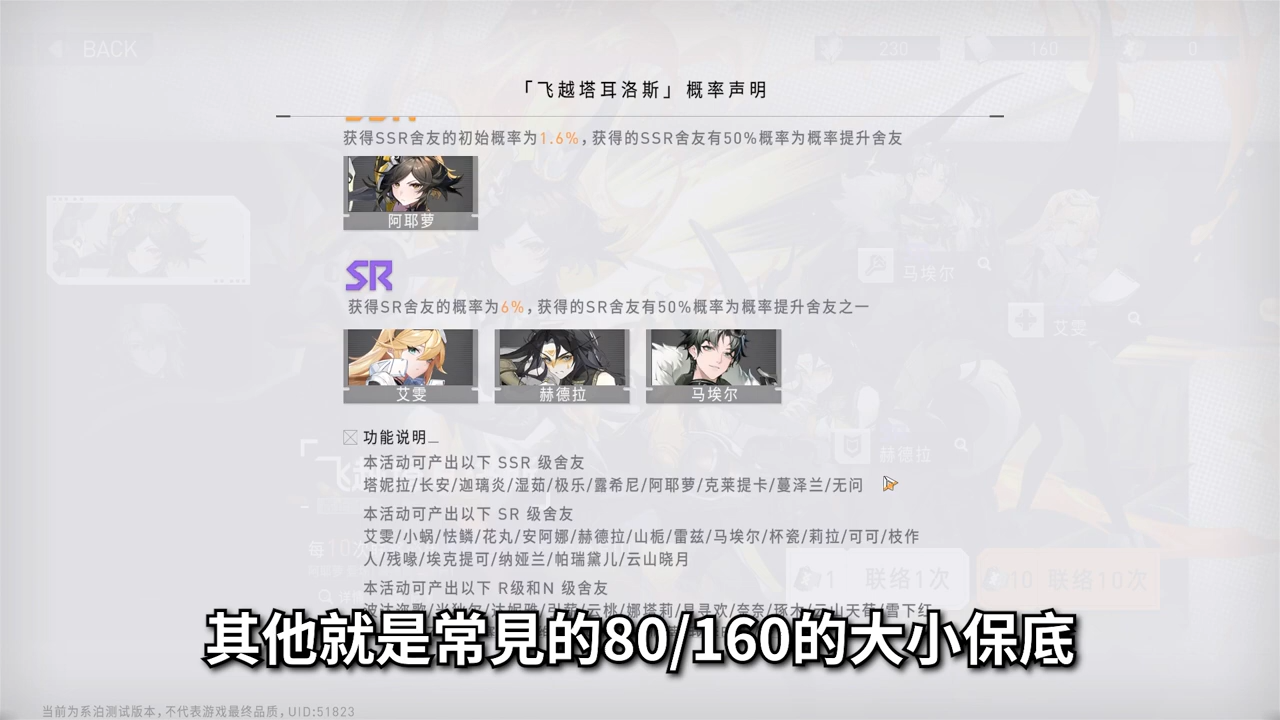 BACK
230
160
0
「飞越塔耳洛斯」概率声明
SSR
获得SSR舍友的初始概率为1.6%，获得的SSR舍友有50%概率为概率提升舍友
阿耶萝
SR
马埃尔
获得SR舍友的概率为6%，获得的SR舍友有50%概率为概率提升舍友之一
艾雯
艾雯
赫德拉
马埃尔
功能说明_
本活动可产出以下 SSR 级舍友
赫德拉
塔妮拉/长安/迦璃炎/湿茹/极乐/露希尼/阿耶萝/克莱提卡/蔓泽兰/无问
本活动可产出以下 SR 级舍友
艾雯/小蜗/怯鳞/花丸/安阿娜/赫德拉/山栀/雷兹/马埃尔/杯瓷/莉拉/可可/枝作
人/残喙/埃克提可/纳娅兰/帕瑞黛儿/云山晓月
每10次
1 联络1次
10 联络10次
本活动可产出以下 R级和N 级舍友
其他就是常見的80/160的大小保底
当前为系泊测试版本，不代表游戏最终品质，UID:51823